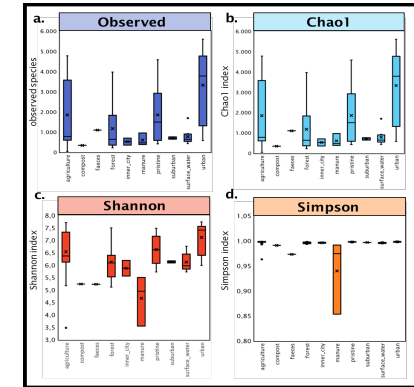 a. Observed
observed species
6.000
5.000
4.000
3.000
2.000
1.000
0
agriculture
compost
faeces
forest
inner_city
manure
pristine
suburban
surface_water
urban
b. Chao1
Chao1 index
6.000
5.000
4.000
3.000
2.000
1.000
0
agriculture
compost
faeces
forest
inner_city
manure
pristine
suburban
surface_water
urban
c. Shannon
Shannon index
8,0
7,5
7,0
6,5
6,0
5,5
5,0
4,5
4,0
3,5
3,0
agriculture
compost
faeces
forest
inner_city
manure
pristine
suburban
surface_water
urban
d. Simpson
Simpson index
1,05
1,00
0,95
0,90
0,85
0,80
agriculture
compost
faeces
forest
inner_city
manure
pristine
suburban
surface_water
urban